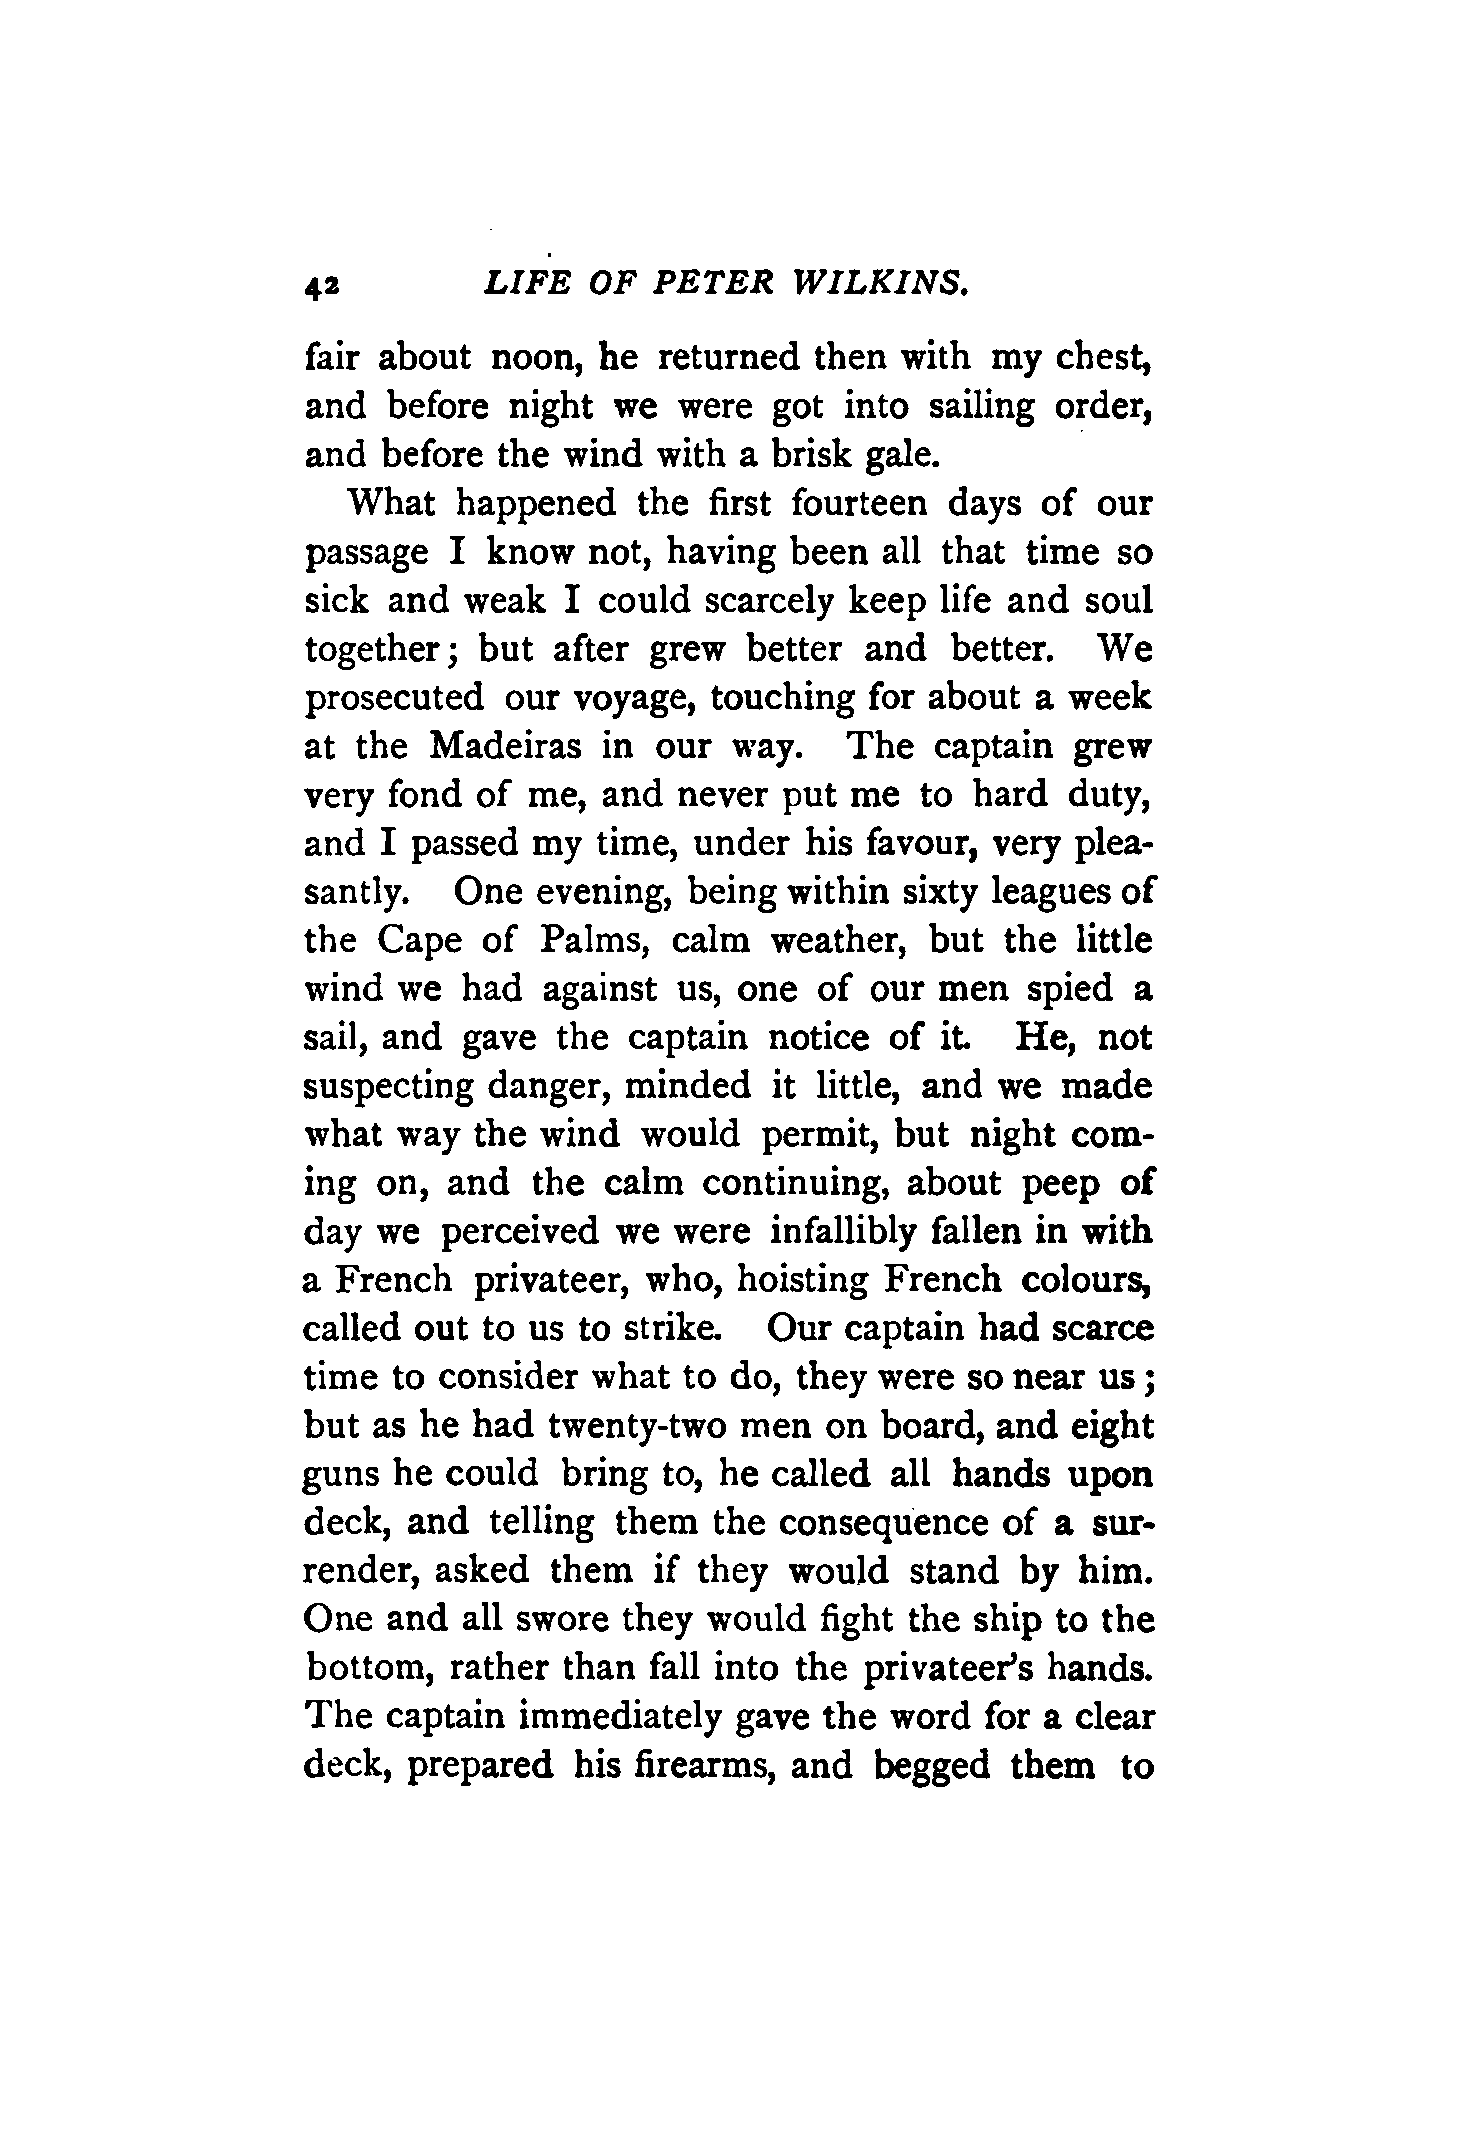 42 LIFE OF PETER WILKINS.
fair about noon, he returned then with my chest,
and before night we were got into sailing order,
and before the wind with a brisk gale.
What happened the first fourteen days of our
passage I know not, having been all that time so
sick and weak I could scarcely keep life and soul
together; but after grew better and better. We
prosecuted our voyage, touching for about a week
at the Madeiras in our way. The captain grew
very fond of me, and never put me to hard duty,
and I passed my time, under his favour, very plea-
santly. One evening, being within sixty leagues of
the Cape of Palms, calm weather, but the little
wind we had against us, one of our men spied a
sail, and gave the captain notice of it. He, not
suspecting danger, minded it little, and we made
what way the wind would permit, but night com-
ing on, and the calm continuing, about peep of
day we perceived we were infallibly fallen in with
a French privateer, who, hoisting French colours,
called out to us to strike. Our captain had scarce
time to consider what to do, they were so near us;
but as he had twenty-two men on board, and eight
guns he could bring to, he called all hands upon
deck, and telling them the consequence of a sur-
render, asked them if they would stand by him.
One and all swore they would fight the ship to the
bottom, rather than fall into the privateer's hands.
The captain immediately gave the word for a clear
deck, prepared his firearms, and begged them to